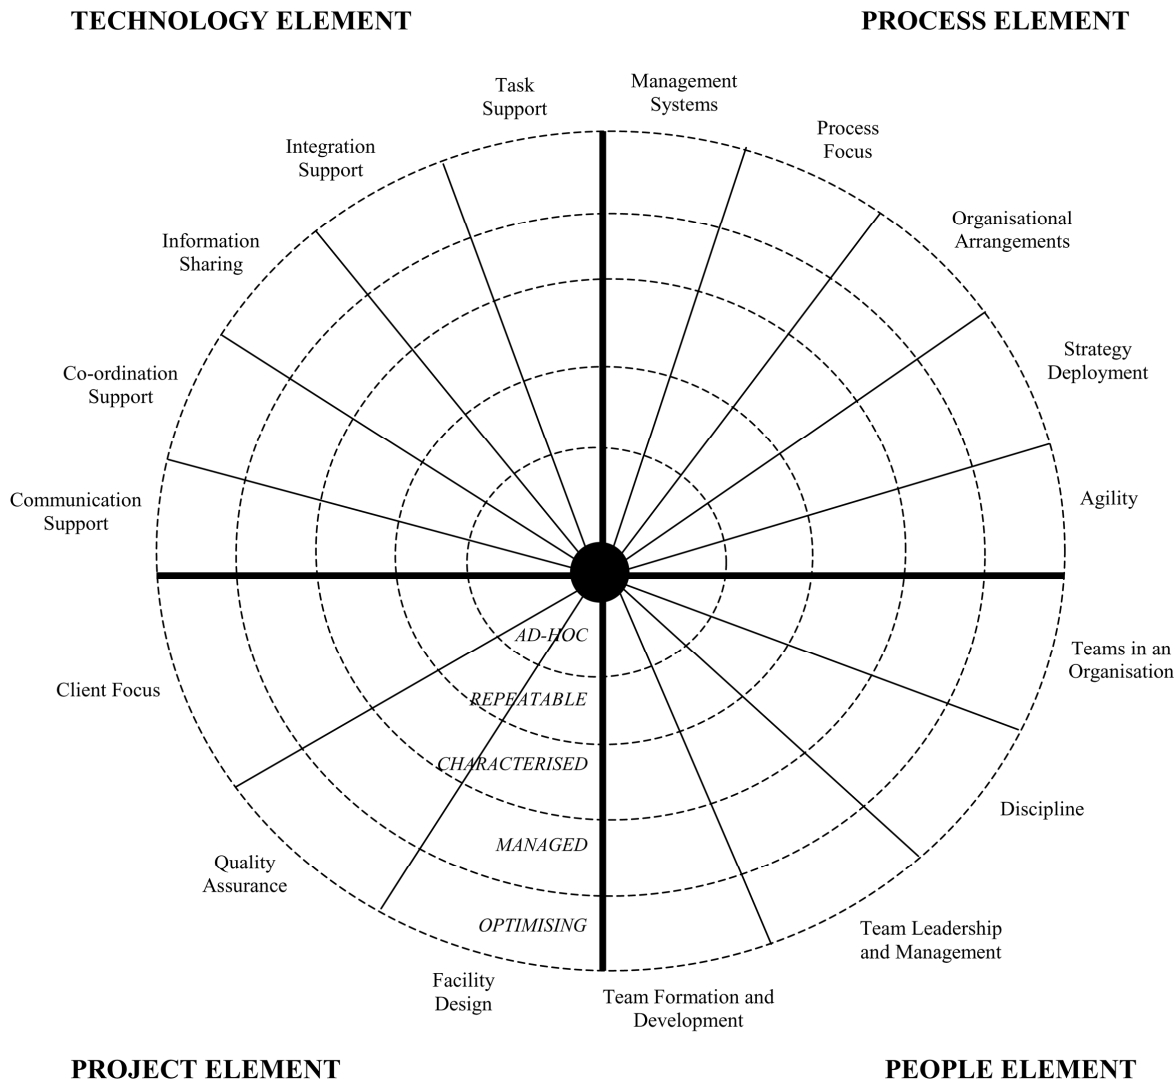 TECHNOLOGY ELEMENT
PROCESS ELEMENT
Task
Support
Management
Systems
Process
Focus
Integration
Support
Organisational
Arrangements
Information
Sharing
Strategy
Deployment
Co-ordination
Support
Communication
Support
Agility
AD-HOC
REPEATABLE
CHARACTERISED
MANAGED
OPTIMISING
Teams in an
Organisation
Client Focus
Discipline
Quality
Assurance
Team Leadership
and Management
Facility
Design
Team Formation and
Development
PROJECT ELEMENT
PEOPLE ELEMENT